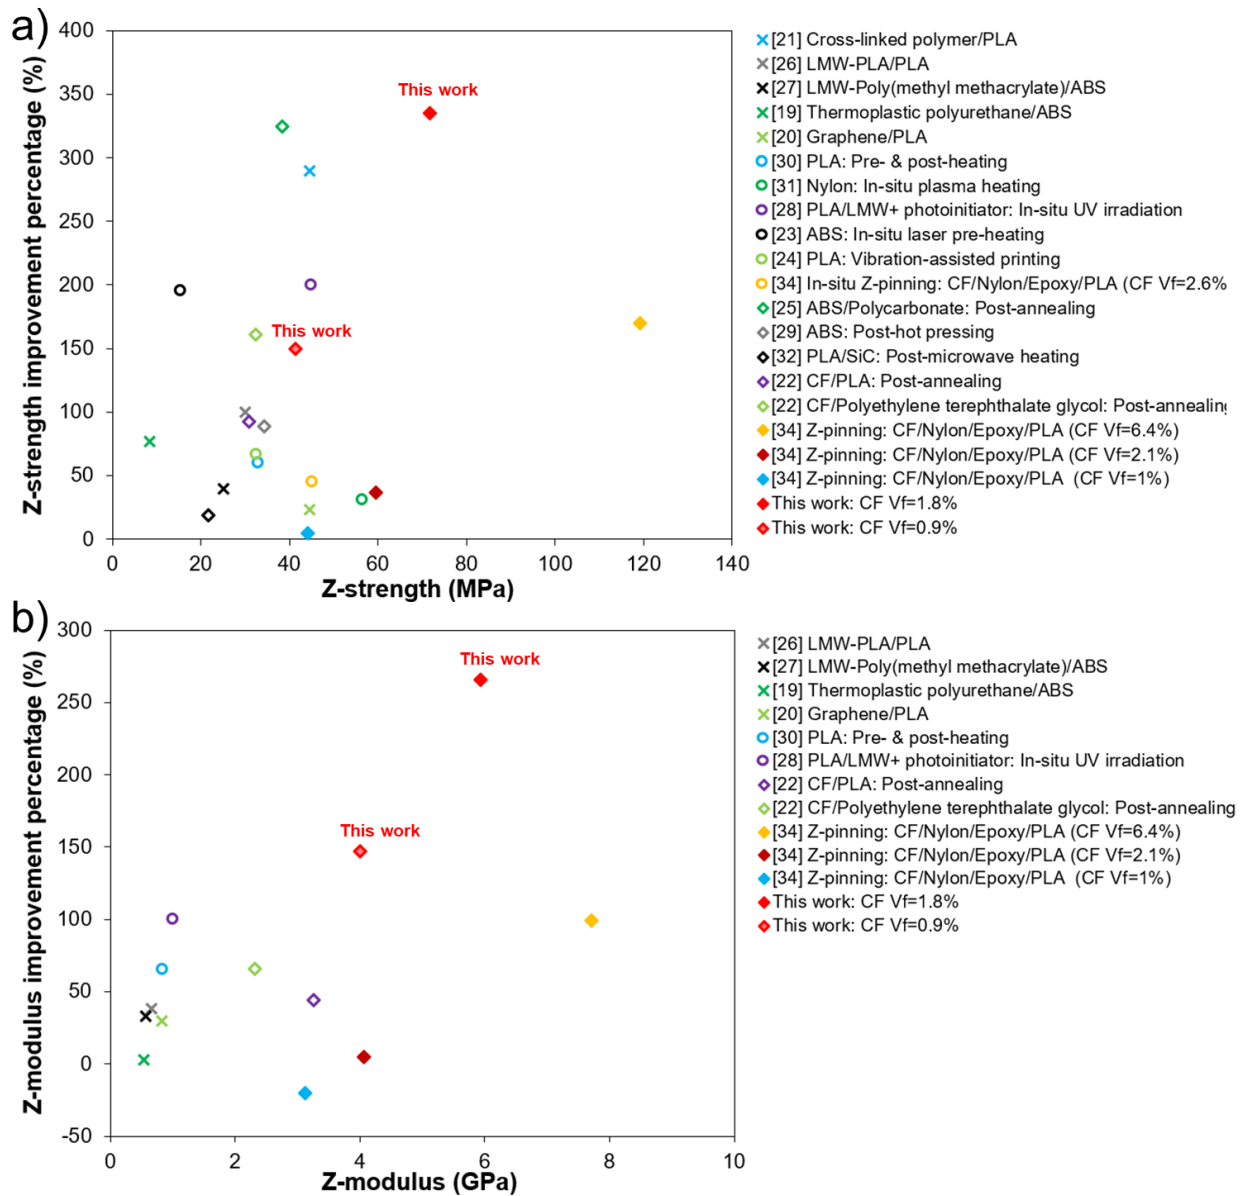 a)
400
350
300
250
200
150
100
50
0
0 20 40 60 80 100 120 140
Z-strength improvement percentage (%)
Z-strength (MPa)
This work
This work
[21] Cross-linked polymer/PLA
[26] LMW-PLA/PLA
[27] LMW-Poly(methyl methacrylate)/ABS
[19] Thermoplastic polyurethane/ABS
[20] Graphene/PLA
[30] PLA: Pre- & post-heating
[31] Nylon: In-situ plasma heating
[28] PLA/LMW+ photoinitiator: In-situ UV irradiation
[23] ABS: In-situ laser pre-heating
[24] PLA: Vibration-assisted printing
[34] In-situ Z-pinning: CF/Nylon/Epoxy/PLA (CF Vf=2.6%
[25] ABS/Polycarbonate: Post-annealing
[29] ABS: Post-hot pressing
[32] PLA/SiC: Post-microwave heating
[22] CF/PLA: Post-annealing
[22] CF/Polyethylene terephthalate glycol: Post-annealing
[34] Z-pinning: CF/Nylon/Epoxy/PLA (CF Vf=6.4%)
[34] Z-pinning: CF/Nylon/Epoxy/PLA (CF Vf=2.1%)
[34] Z-pinning: CF/Nylon/Epoxy/PLA (CF Vf=1%)
This work: CF Vf=1.8%
This work: CF Vf=0.9%
b)
300
250
200
150
100
50
0
-50
0 2 4 6 8 10
Z-modulus improvement percentage (%)
Z-modulus (GPa)
This work
This work
[26] LMW-PLA/PLA
[27] LMW-Poly(methyl methacrylate)/ABS
[19] Thermoplastic polyurethane/ABS
[20] Graphene/PLA
[30] PLA: Pre- & post-heating
[28] PLA/LMW+ photoinitiator: In-situ UV irradiation
[22] CF/PLA: Post-annealing
[22] CF/Polyethylene terephthalate glycol: Post-annealing
[34] Z-pinning: CF/Nylon/Epoxy/PLA (CF Vf=6.4%)
[34] Z-pinning: CF/Nylon/Epoxy/PLA (CF Vf=2.1%)
[34] Z-pinning: CF/Nylon/Epoxy/PLA (CF Vf=1%)
This work: CF Vf=1.8%
This work: CF Vf=0.9%